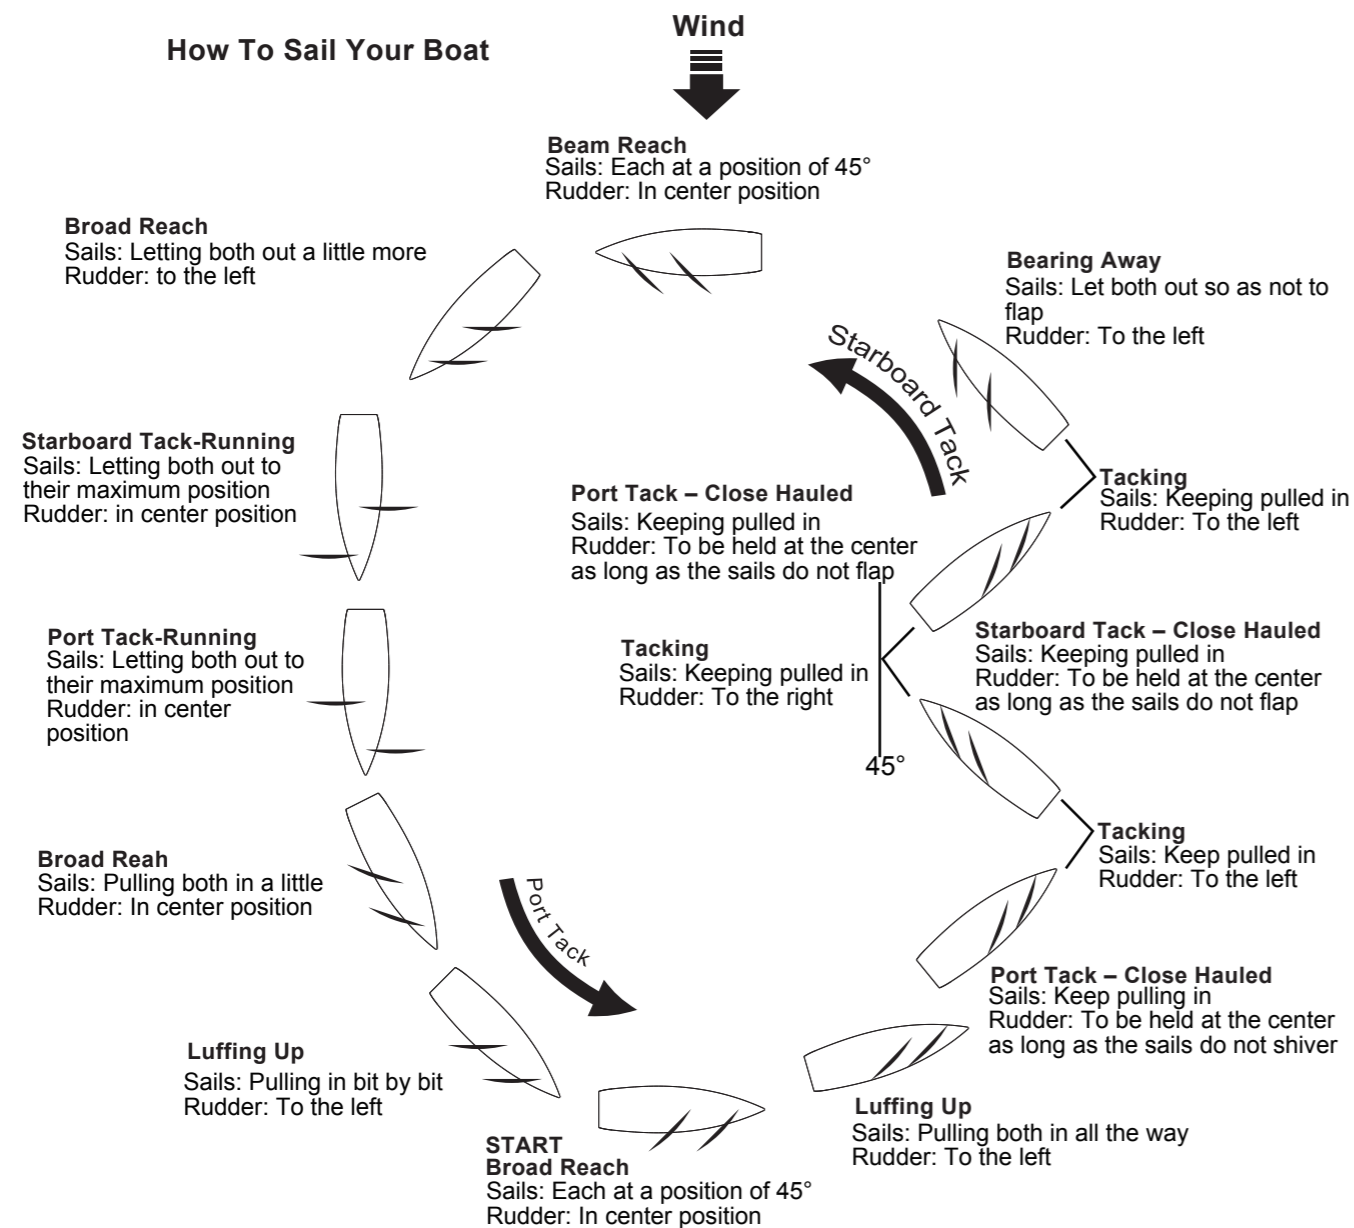 How To Sail Your Boat
Wind
Beam Reach
Sails: Each at a position of 45°
Rudder: In center position
Broad Reach
Sails: Letting both out a little more
Rudder: to the left
Bearing Away
Sails: Let both out so as not to
flap
Rudder: To the left
Starboard Tack
Starboard Tack-Running
Sails: Letting both out to
their maximum position
Rudder: in center position
Port Tack – Close Hauled
Sails: Keeping pulled in
Rudder: To be held at the center
as long as the sails do not flap
Tacking
Sails: Keeping pulled in
Rudder: To the left
Port Tack-Running
Sails: Letting both out to
their maximum position
Rudder: in center
position
Tacking
Sails: Keeping pulled in
Rudder: To the right
Starboard Tack – Close Hauled
Sails: Keeping pulled in
Rudder: To be held at the center
as long as the sails do not flap
45°
Broad Reah
Sails: Pulling both in a little
Rudder: In center position
Port Tack
Tacking
Sails: Keep pulled in
Rudder: To the left
Port Tack – Close Hauled
Sails: Keep pulling in
Rudder: To be held at the center
as long as the sails do not shiver
Luffing Up
Sails: Pulling in bit by bit
Rudder: To the left
START
Broad Reach
Sails: Each at a position of 45°
Rudder: In center position
Luffing Up
Sails: Pulling both in all the way
Rudder: To the left